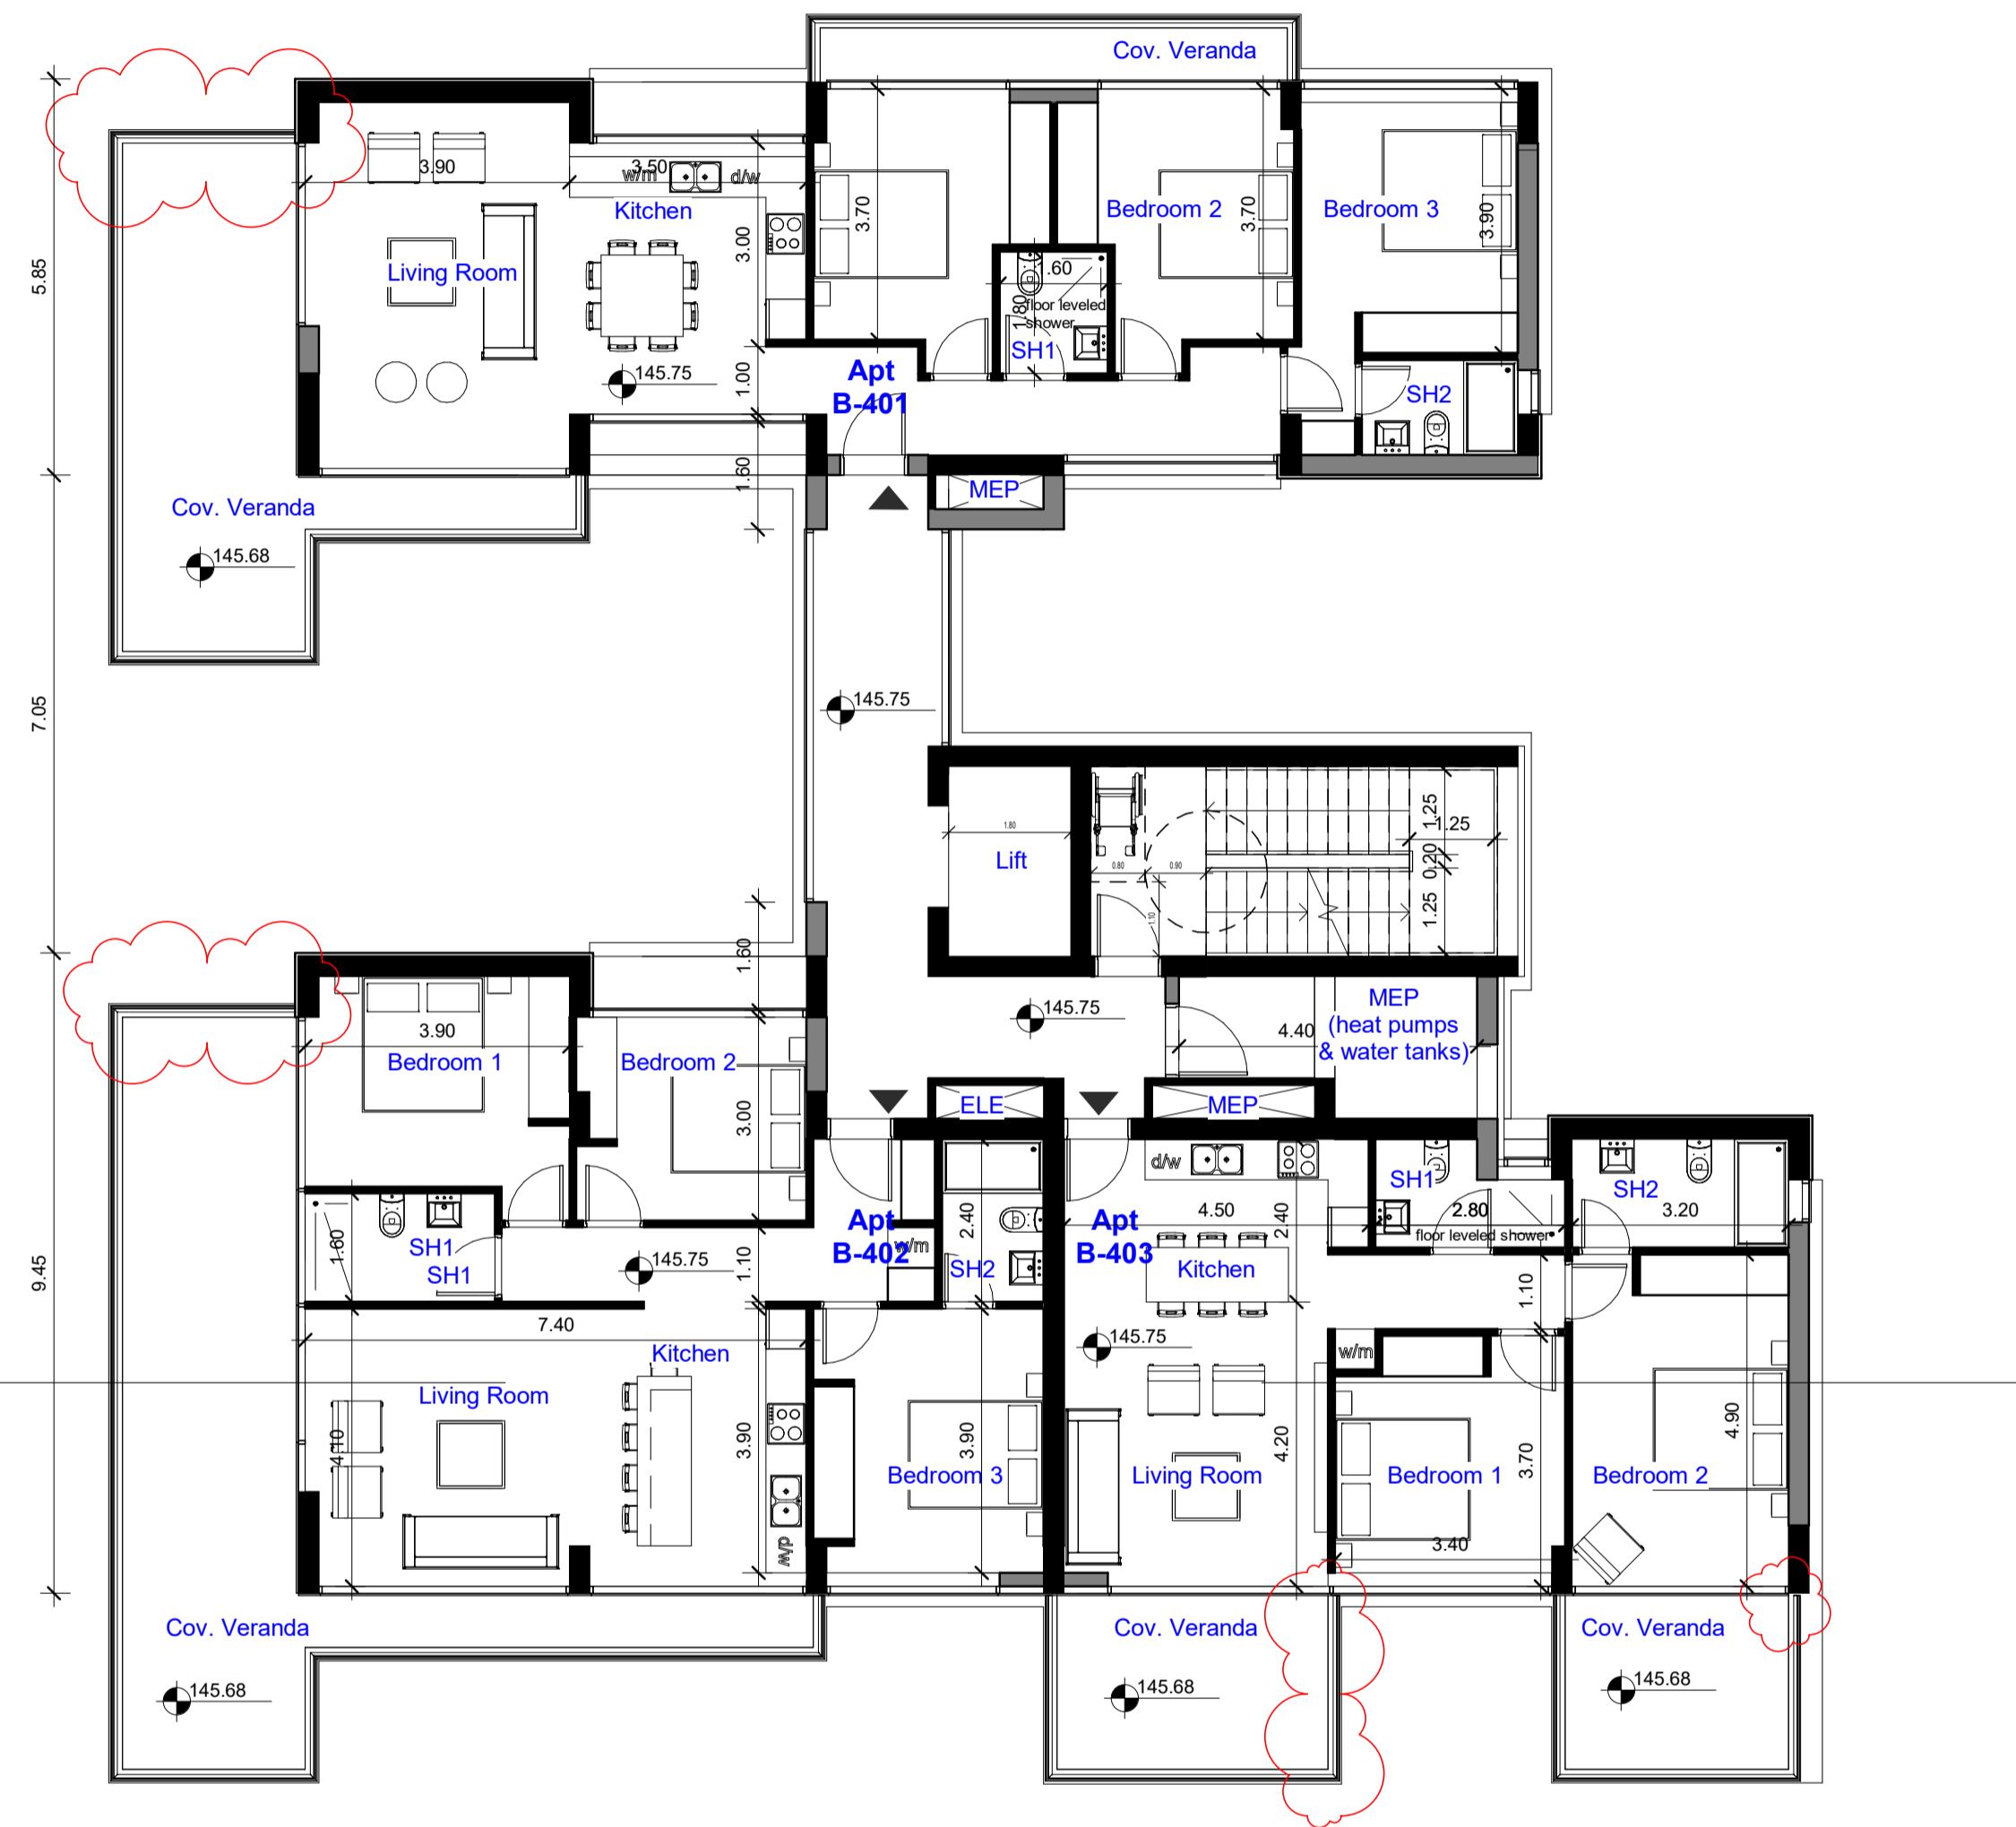 Cov. Veranda
3.90
3.50
w/m
d/w
Kitchen
3.70
Bedroom 2
3.70
Bedroom 3
3.90
5.85
Living Room
3.00
.60
floor leveled
shower
1.80
SH1
145.75
1.00
Apt
B-401
SH2
1.60
MEP
Cov. Veranda
145.68
7.05
145.75
1.80
Lift
0.80
0.90
1.10
1.25
1.25
0.20
1.25
1.60
145.75
MEP
(heat pumps
& water tanks)
4.40
3.90
Bedroom 1
Bedroom 2
3.00
ELE
MEP
9.45
1.60
SH1
SH1
145.75
1.10
Apt
B-402
w/m
2.40
SH2
Apt
B-403
d/w
4.50
2.40
Kitchen
SH1
2.80
floor leveled shower
SH2
3.20
1.10
7.40
Kitchen
Living Room
4.10
3.90
d/w
3.90
Bedroom 3
145.75
w/m
Living Room
4.20
Bedroom 1
3.70
3.40
4.90
Bedroom 2
Cov. Veranda
145.68
Cov. Veranda
145.68
Cov. Veranda
145.68